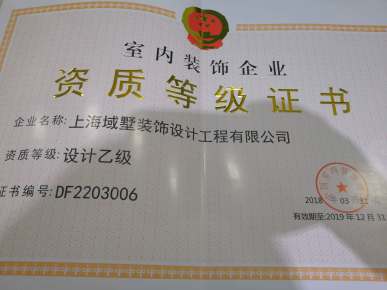 室内装饰企业
资质等级证书
企业名称：上海域墅装饰设计工程有限公司
资质等级：设计乙级
证书编号：DF2203006
2018 03 31
有效期至：2019年12月31